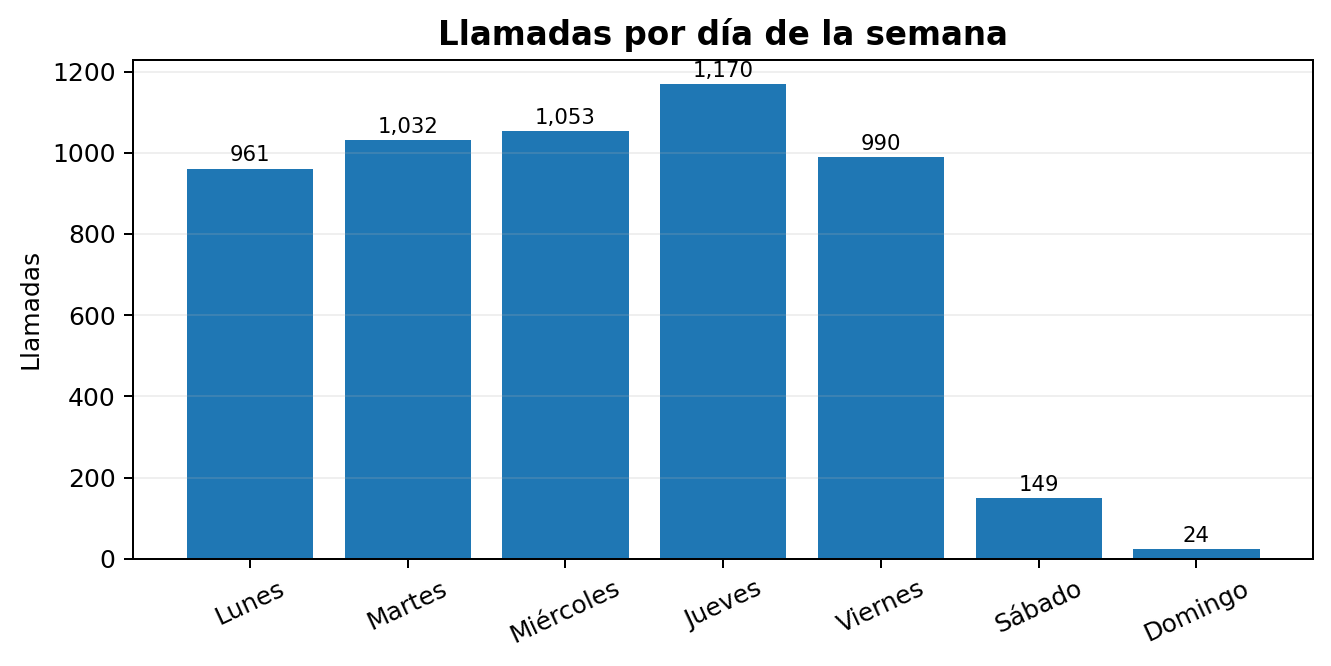 Llamadas por día de la semana
Llamadas
1200
1000
800
600
400
200
0
961
1,032
1,053
1,170
990
149
24
Lunes
Martes
Miércoles
Jueves
Viernes
Sábado
Domingo